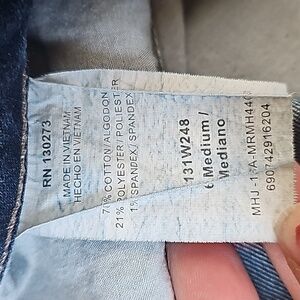 RN 130273
MADE IN VIETNAM
HECHO EN VIETNAM
COTTON/ALGODON
21% POLYESTER/POLIESTER
1% SPANDEX/SPANDEX
131W248
6 Medium /
Mediano
690742916204